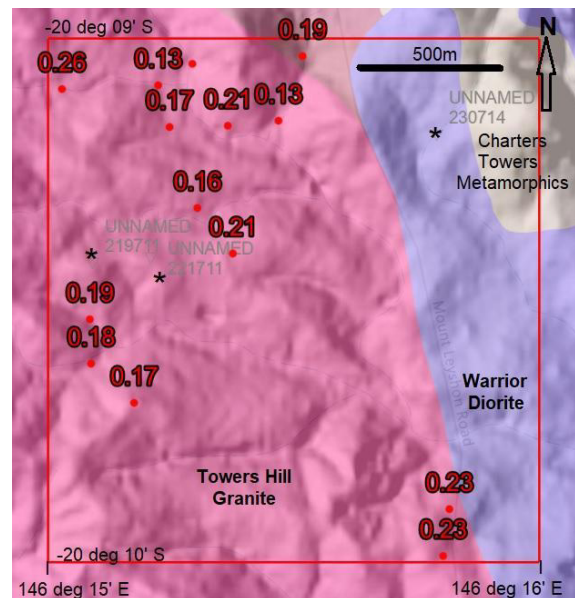 -20 deg 09' S
N
0.19
500m
0.26
0.13
UNNAMED
230714
0.17
0.21
0.13
Charters
Towers
Metamorphics
0.16
UNNAMED
219711
0.21
UNNAMED
221711
0.19
0.18
0.17
Mount Leyshon Road
Warrior
Diorite
Towers Hill
Granite
0.23
0.23
-20 deg 10' S
146 deg 15' E
146 deg 16' E